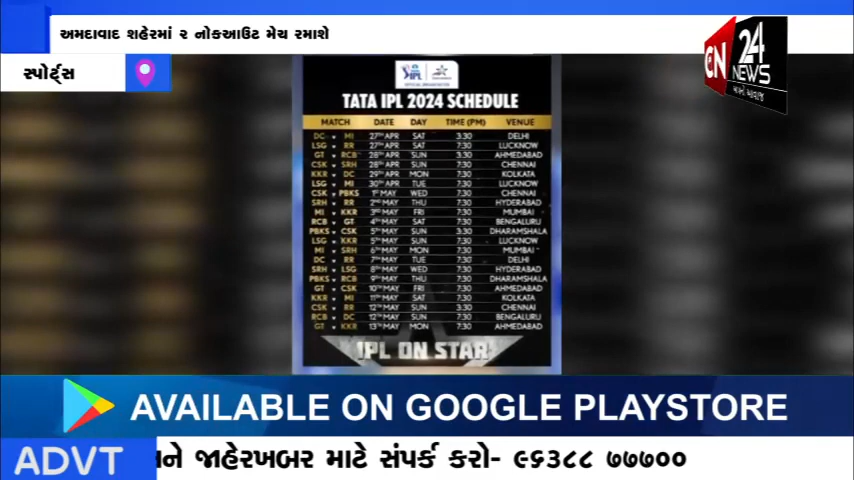 અમદાવાદ શહેરમાં ૨ નોકઆઉટ મેચ રમાશે
CN 24 NEWS
સ્પોર્ટ્સ
IPL
TATA IPL 2024 SCHEDULE
MATCH DATE DAY TIME (PM) VENUE
DC v MI 27TH APR SAT 3:30 DELHI
LSG v RR 27TH APR SAT 7:30 LUCKNOW
GT v RCB 28TH APR SUN 3:30 AHMEDABAD
CSK v SRH 28TH APR SUN 7:30 CHENNAI
KKR v DC 29TH APR MON 7:30 KOLKATA
LSG v MI 30TH APR TUE 7:30 LUCKNOW
CSK v PBKS 1ST MAY WED 7:30 CHENNAI
SRH v RR 2ND MAY THU 7:30 HYDERABAD
MI v KKR 3RD MAY FRI 7:30 MUMBAI
RCB v GT 4TH MAY SAT 7:30 BENGALURU
PBKS v CSK 5TH MAY SUN 3:30 DHARAMSHALA
LSG v KKR 5TH MAY SUN 7:30 LUCKNOW
MI v SRH 6TH MAY MON 7:30 MUMBAI
DC v RR 7TH MAY TUE 7:30 DELHI
SRH v LSG 8TH MAY WED 7:30 HYDERABAD
PBKS v RCB 9TH MAY THU 7:30 DHARAMSHALA
GT v CSK 10TH MAY FRI 7:30 AHMEDABAD
KKR v MI 11TH MAY SAT 7:30 KOLKATA
CSK v RR 12TH MAY SUN 3:30 CHENNAI
RCB v DC 12TH MAY SUN 7:30 BENGALURU
GT v KKR 13TH MAY MON 7:30 AHMEDABAD
IPL ON STAR
AVAILABLE ON GOOGLE PLAYSTORE
ADVT ને જાહેરખબર માટે સંપર્ક કરો- ૯૬૩૮૮ ૭૭૭૦૦